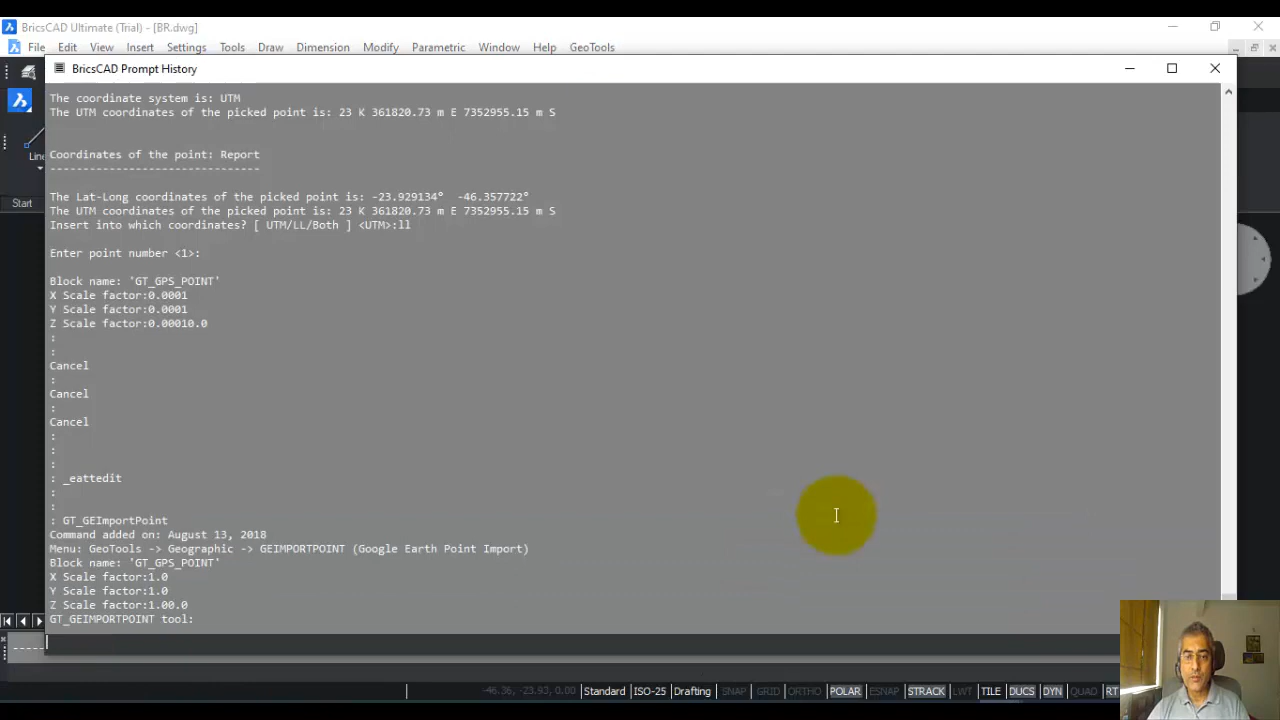 BricsCAD Ultimate (Trial) - [BR.dwg]
File Edit View Insert Settings Tools Draw Dimension Modify Parametric Window Help GeoTools
BricsCAD Prompt History
The coordinate system is: UTM
The UTM coordinates of the picked point is: 23 K 361820.73 m E 7352955.15 m S
Coordinates of the point: Report
--------------------------------
The Lat-Long coordinates of the picked point is: -23.929134° -46.357722°
The UTM coordinates of the picked point is: 23 K 361820.73 m E 7352955.15 m S
Insert into which coordinates? [ UTM/LL/Both ] <UTM>:ll
Line
Enter point number <1>:
Start
Block name: 'GT_GPS_POINT'
X Scale factor:0.0001
Y Scale factor:0.0001
Z Scale factor:0.00010.0
:
:
Cancel
:
Cancel
:
Cancel
:
:
:
: _eattedit
:
:
: GT_GEImportPoint
Command added on: August 13, 2018
Menu: GeoTools -> Geographic -> GEIMPORTPOINT (Google Earth Point Import)
Block name: 'GT_GPS_POINT'
X Scale factor:1.0
Y Scale factor:1.0
Z Scale factor:1.00.0
GT_GEIMPORTPOINT tool:
-46.36, -23.93, 0.00 Standard ISO-25 Drafting SNAP GRID ORTHO POLAR ESNAP STRACK LWT TILE DUCS DYN QUAD RT